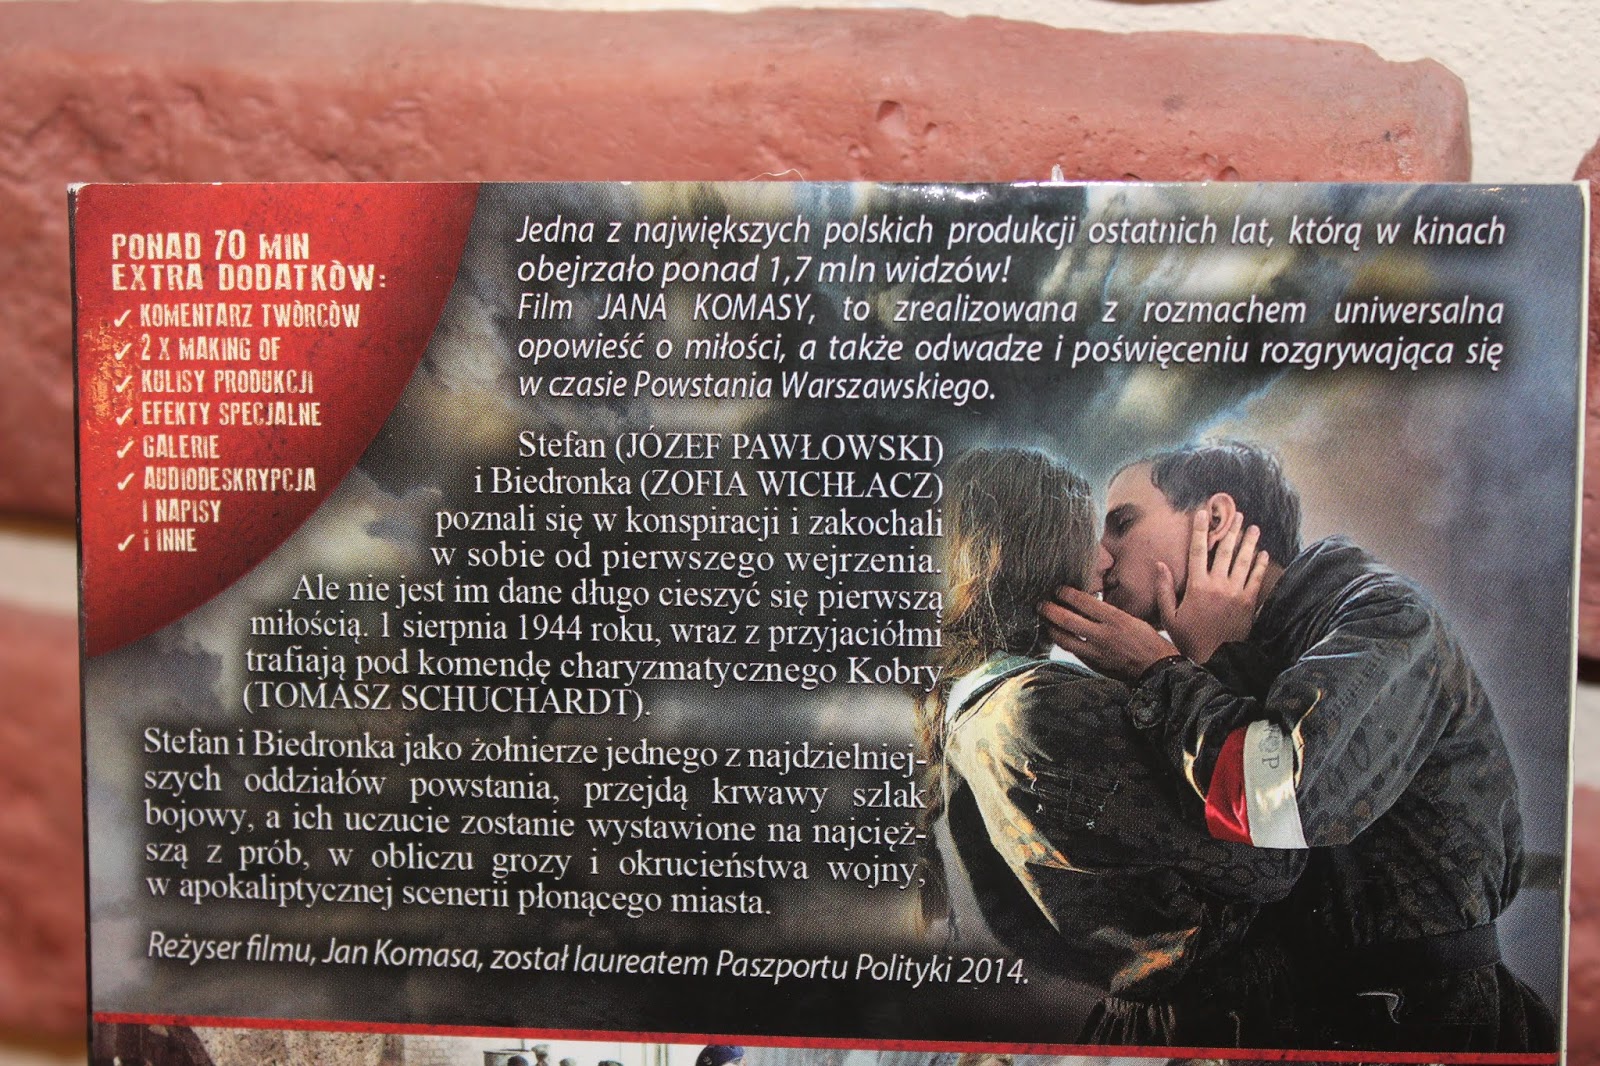 PONAD 70 MIN
EXTRA DODATKÓW:
✓ KOMENTARZ TWÓRCÓW
✓ 2 X MAKING OF
✓ KULISY PRODUKCJI
✓ EFEKTY SPECJALNE
✓ GALERIE
✓ AUDIODESKRYPCJA
I NAPISY
✓ i INNE
Jedna z największych polskich produkcji ostatnich lat, którą w kinach
obejrzało ponad 1,7 mln widzów!
Film JANA KOMASY, to zrealizowana z rozmachem uniwersalna
opowieść o miłości, a także odwadze i poświęceniu rozgrywająca się
w czasie Powstania Warszawskiego.
Stefan (JÓZEF PAWŁOWSKI)
i Biedronka (ZOFIA WICHŁACZ)
poznali się w konspiracji i zakochali
w sobie od pierwszego wejrzenia.
Ale nie jest im dane długo cieszyć się pierwszą
miłością. 1 sierpnia 1944 roku, wraz z przyjaciółmi
trafiają pod komendę charyzmatycznego Kobry
(TOMASZ SCHUCHARDT).
Stefan i Biedronka jako żołnierze jednego z najdzielniej-
szych oddziałów powstania, przejdą krwawy szlak
bojowy, a ich uczucie zostanie wystawione na najcięż-
szą z prób, w obliczu grozy i okrucieństwa wojny,
w apokaliptycznej scenerii płonącego miasta.
Reżyser filmu, Jan Komasa, został laureatem Paszportu Polityki 2014.